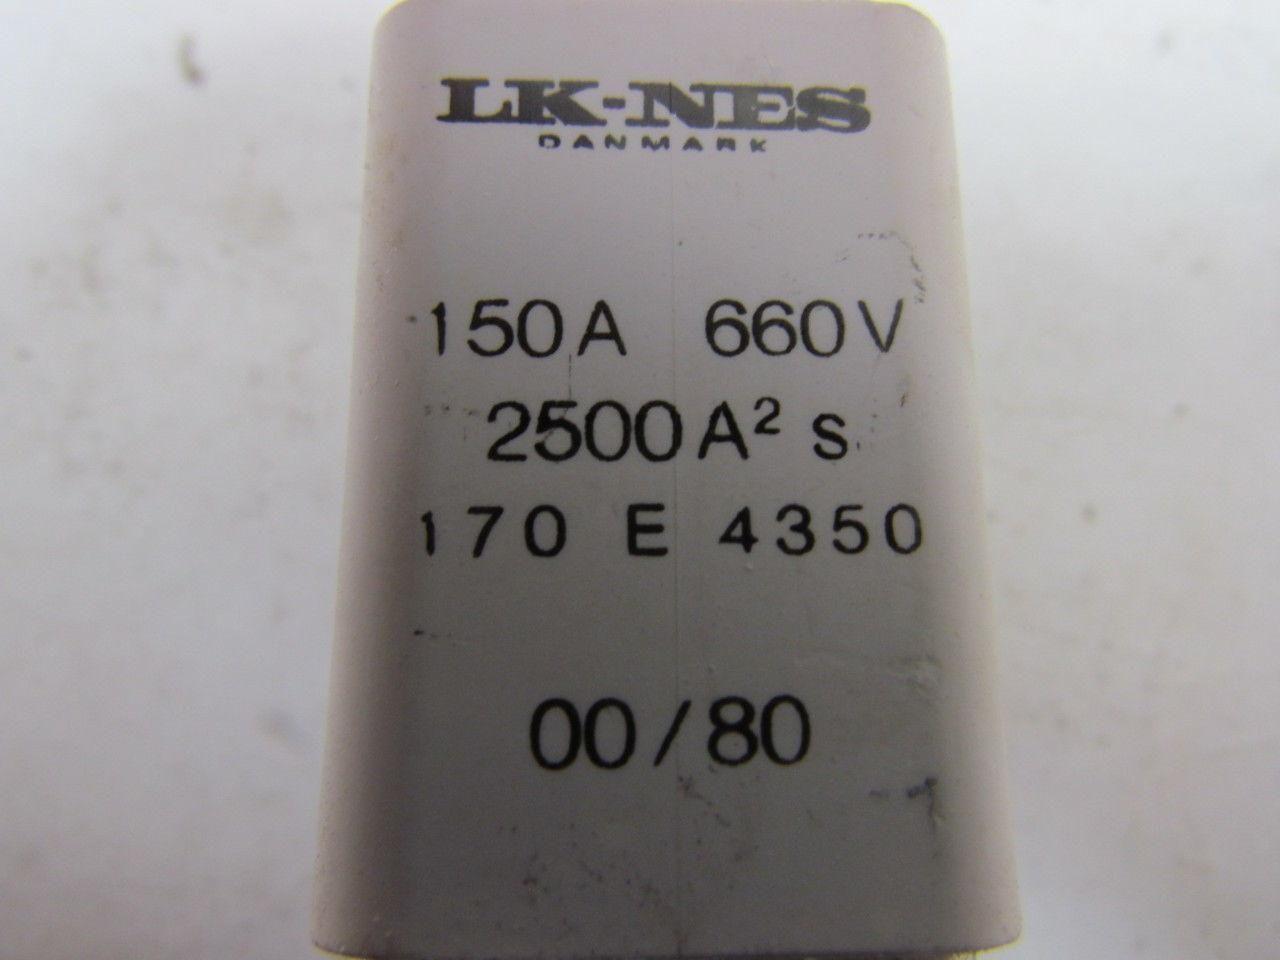 LK-NES
DANMARK
150A 660V
2500A² s
170 E 4350
00/80